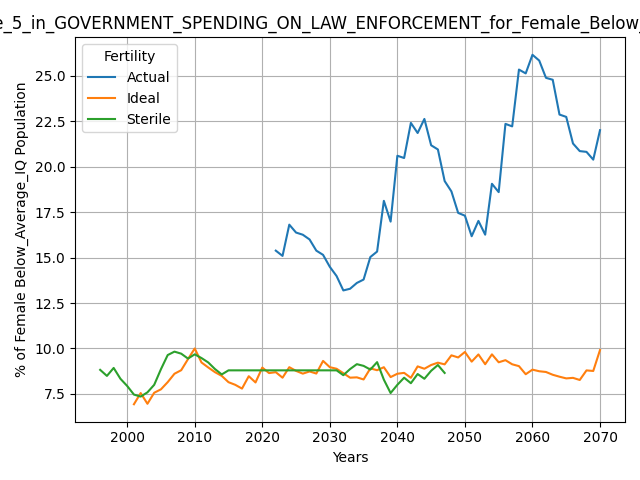 e_5_in_GOVERNMENT_SPENDING_ON_LAW_ENFORCEMENT_for_Female_Below_
Fertility
Actual
Ideal
Sterile
% of Female Below_Average_IQ Population
25.0
22.5
20.0
17.5
15.0
12.5
10.0
7.5
2000 2010 2020 2030 2040 2050 2060 2070
Years